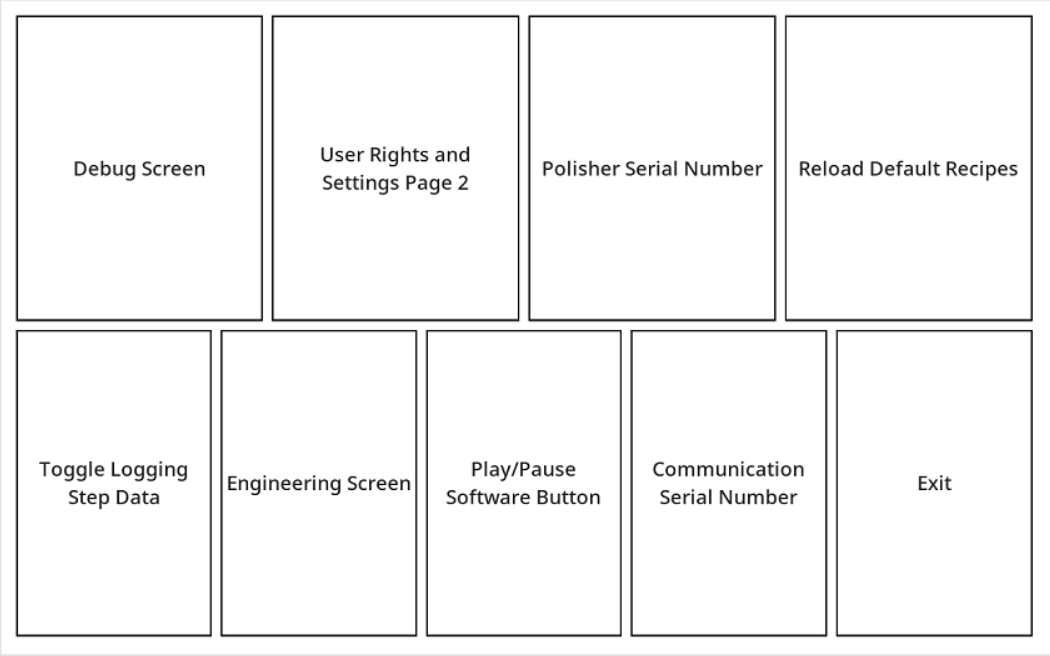 Debug Screen
User Rights and
Settings Page 2
Polisher Serial Number
Reload Default Recipes
Toggle Logging
Step Data
Engineering Screen
Play/Pause
Software Button
Communication
Serial Number
Exit